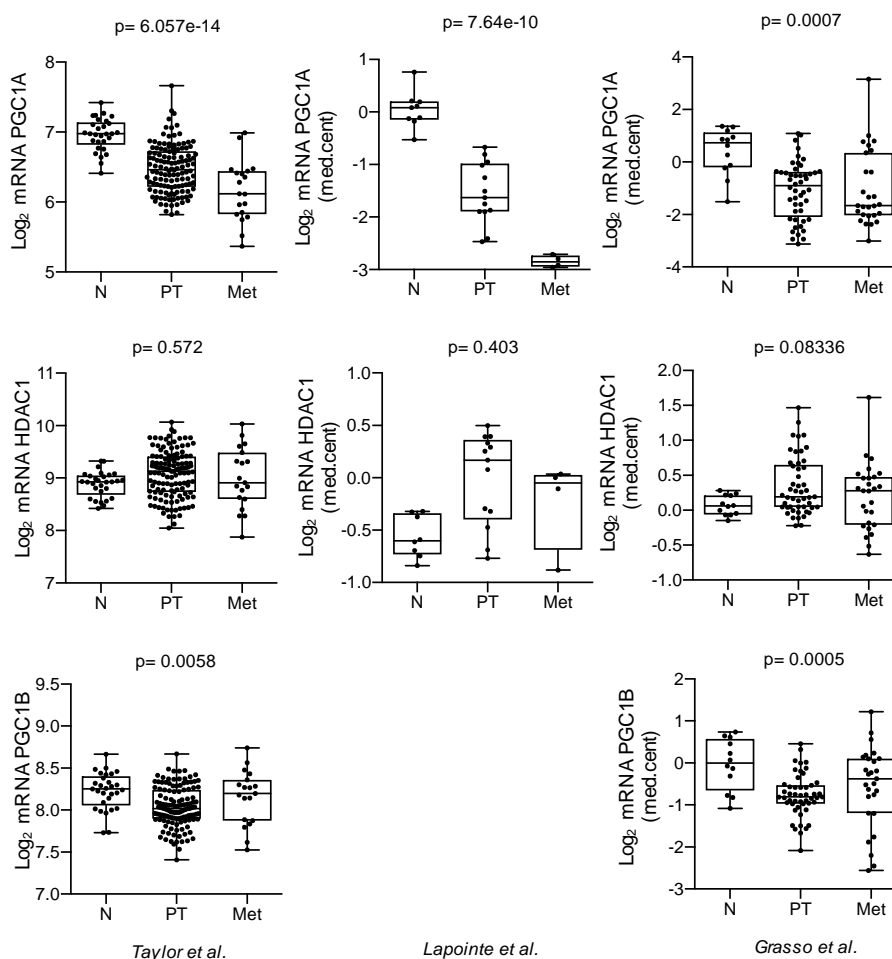 p= 6.057e-14
Log₂ mRNA PGC1A
8
7
6
5
N PT Met
p= 7.64e-10
Log₂ mRNA PGC1A
(med.cent)
1
0
-1
-2
-3
N PT Met
p= 0.0007
Log₂ mRNA PGC1A
(med.cent)
4
2
0
-2
-4
N PT Met
p= 0.572
Log₂ mRNA HDAC1
11
10
9
8
7
N PT Met
p= 0.403
Log₂ mRNA HDAC1
(med.cent)
1.0
0.5
0.0
-0.5
-1.0
N PT Met
p= 0.08336
Log₂ mRNA HDAC1
(med.cent)
2.0
1.5
1.0
0.5
0.0
-0.5
-1.0
N PT Met
p= 0.0058
Log₂ mRNA PGC1B
9.5
9.0
8.5
8.0
7.5
7.0
N PT Met
p= 0.0005
Log₂ mRNA PGC1B
(med.cent)
2
1
0
-1
-2
-3
N PT Met
Taylor et al. Lapointe et al. Grasso et al.